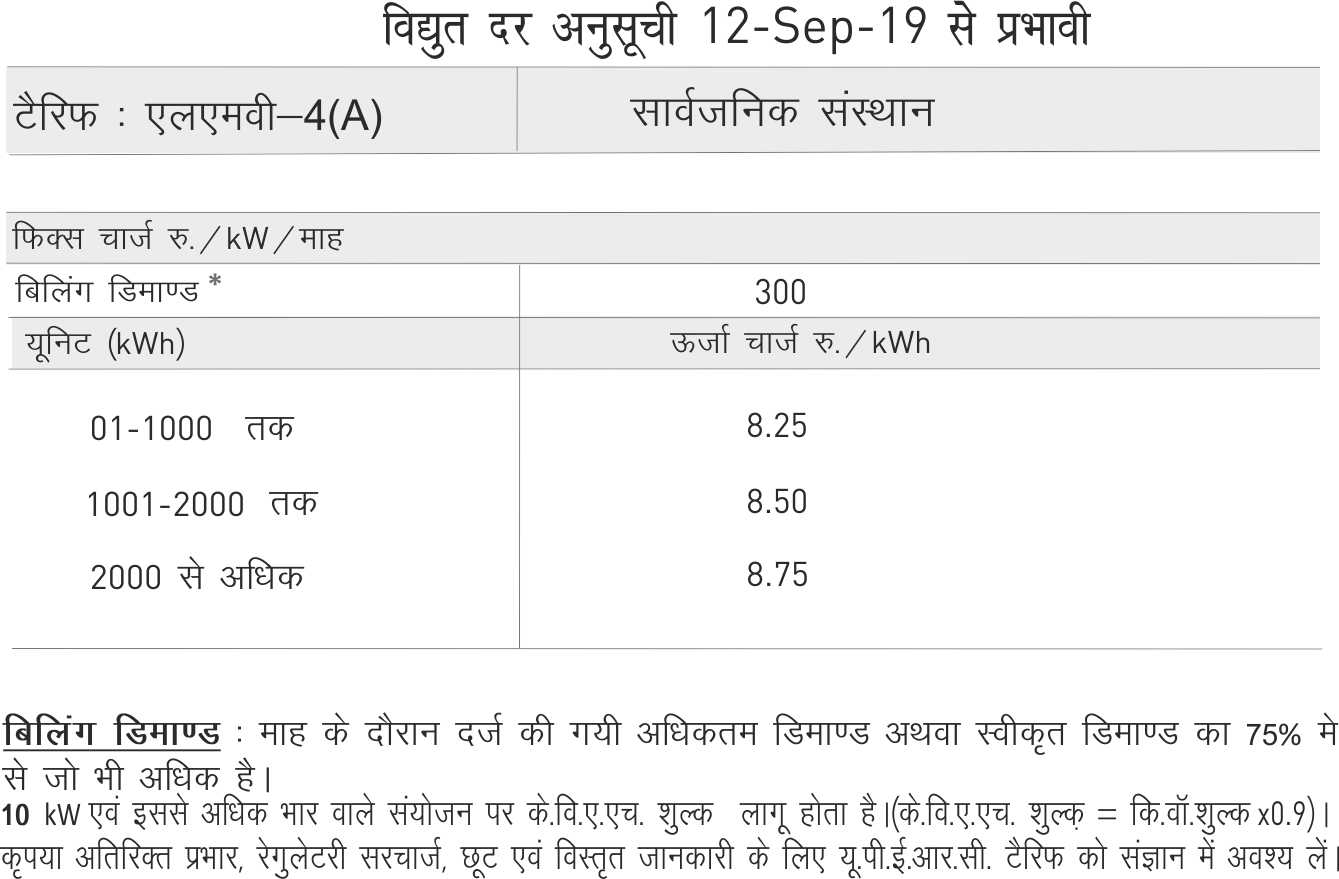 विद्युत दर अनुसूची 12-Sep-19 से प्रभावी
टैरिफ : एलएमवी–4(A) सार्वजनिक संस्थान
फिक्स चार्ज रु./kW/माह
बिलिंग डिमाण्ड* 300
यूनिट (kWh) ऊर्जा चार्ज रु./kWh
01-1000 तक 8.25
1001-2000 तक 8.50
2000 से अधिक 8.75
बिलिंग डिमाण्ड : माह के दौरान दर्ज की गयी अधिकतम डिमाण्ड अथवा स्वीकृत डिमाण्ड का 75% मे
से जो भी अधिक है।
10 kW एवं इससे अधिक भार वाले संयोजन पर के.वि.ए.एच. शुल्क लागू होता है।(के.वि.ए.एच. शुल्क़ = कि.वॉ.शुल्क x0.9)।
कृपया अतिरिक्त प्रभार, रेगुलेटरी सरचार्ज, छूट एवं विस्तृत जानकारी के लिए यू.पी.ई.आर.सी. टैरिफ को संज्ञान में अवश्य लें।